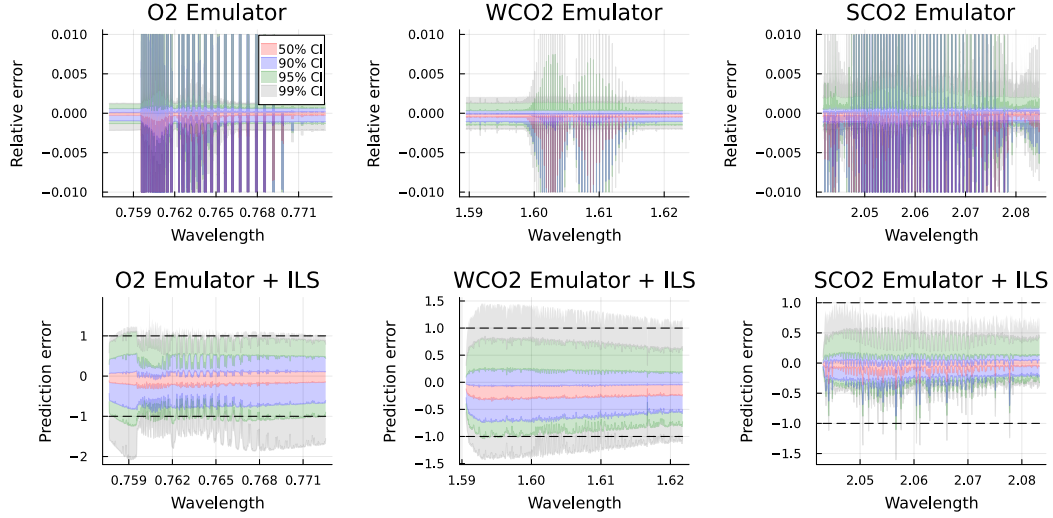 O2 Emulator
WCO2 Emulator
SCO2 Emulator
Relative error
0.010
0.005
0.000
−0.005
−0.010
50% CI
90% CI
95% CI
99% CI
0.759 0.762 0.765 0.768 0.771
Wavelength
Relative error
0.010
0.005
0.000
−0.005
−0.010
1.59 1.60 1.61 1.62
Wavelength
Relative error
0.010
0.005
0.000
−0.005
−0.010
2.05 2.06 2.07 2.08
Wavelength
O2 Emulator + ILS
WCO2 Emulator + ILS
SCO2 Emulator + ILS
Prediction error
1
0
−1
−2
0.759 0.762 0.765 0.768 0.771
Wavelength
Prediction error
1.5
1.0
0.5
0.0
−0.5
−1.0
−1.5
1.59 1.60 1.61 1.62
Wavelength
Prediction error
1.0
0.5
0.0
−0.5
−1.0
−1.5
2.05 2.06 2.07 2.08
Wavelength